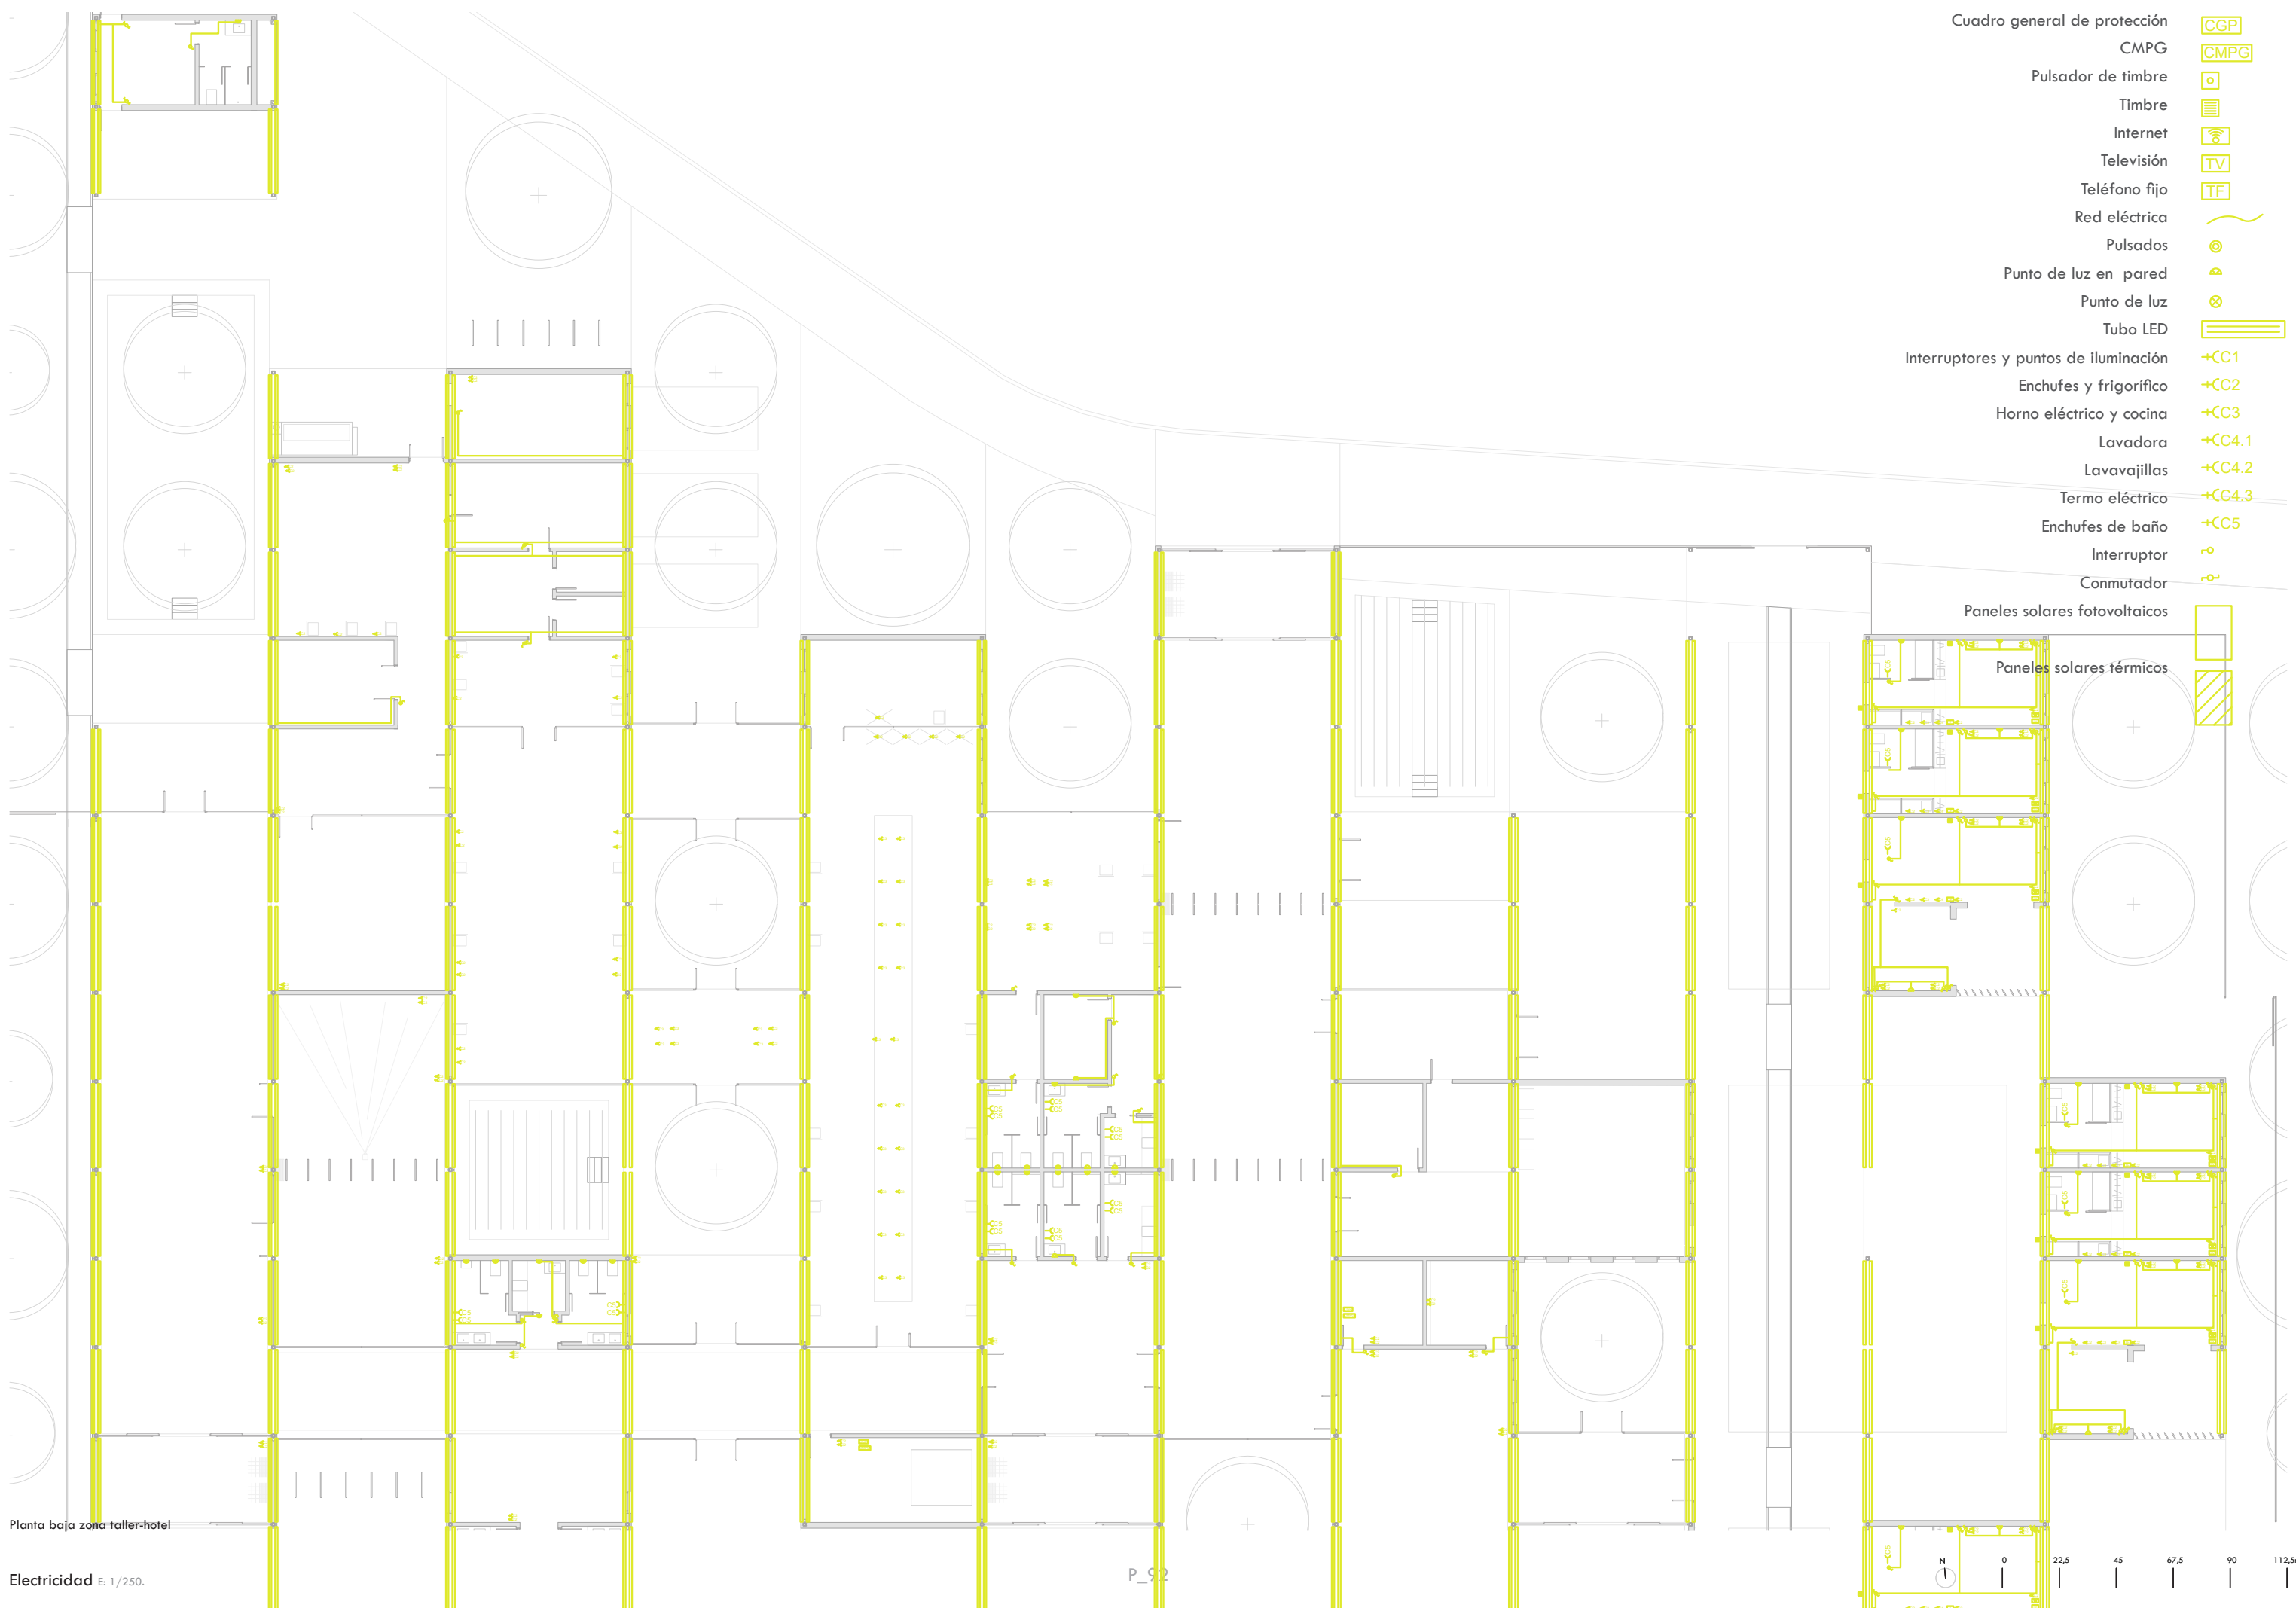 Cuadro general de protección CGP
CMPG CMPG
Pulsador de timbre
Timbre
Internet
Televisión TV
Teléfono fijo TF
Red eléctrica
Pulsados
Punto de luz en pared
Punto de luz
Tubo LED
Interruptores y puntos de iluminación CC1
Enchufes y frigorífico CC2
Horno eléctrico y cocina CC3
Lavadora CC4.1
Lavavajillas CC4.2
Termo eléctrico CC4.3
Enchufes de baño CC5
Interruptor
Conmutador
Paneles solares fotovoltaicos
Paneles solares térmicos
Planta baja zona taller-hotel
Electricidad E: 1/250.
P_92
N 0 22,5 45 67,5 90